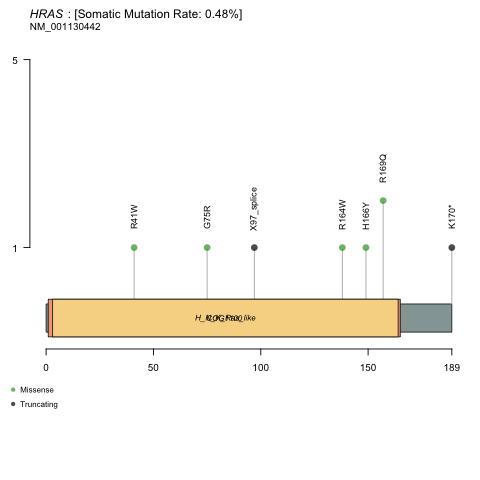 HRAS : [Somatic Mutation Rate: 0.48%]
NM_001130442
5
1
R41W
G75R
X97_splice
R164W
H166Y
R169Q
K170*
0
50
100
150
189
Missense
Truncating